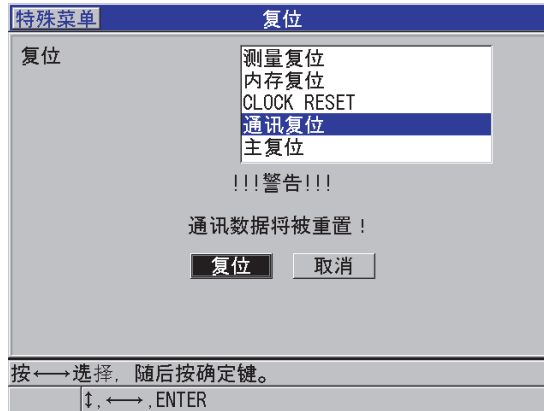 特殊菜单 复位
复位
测量复位
内存复位
CLOCK RESET
通讯复位
主复位
!!!警告!!!
通讯数据将被重置！
复位 取消
按←→选择, 随后按确定键。
↕,←→,ENTER